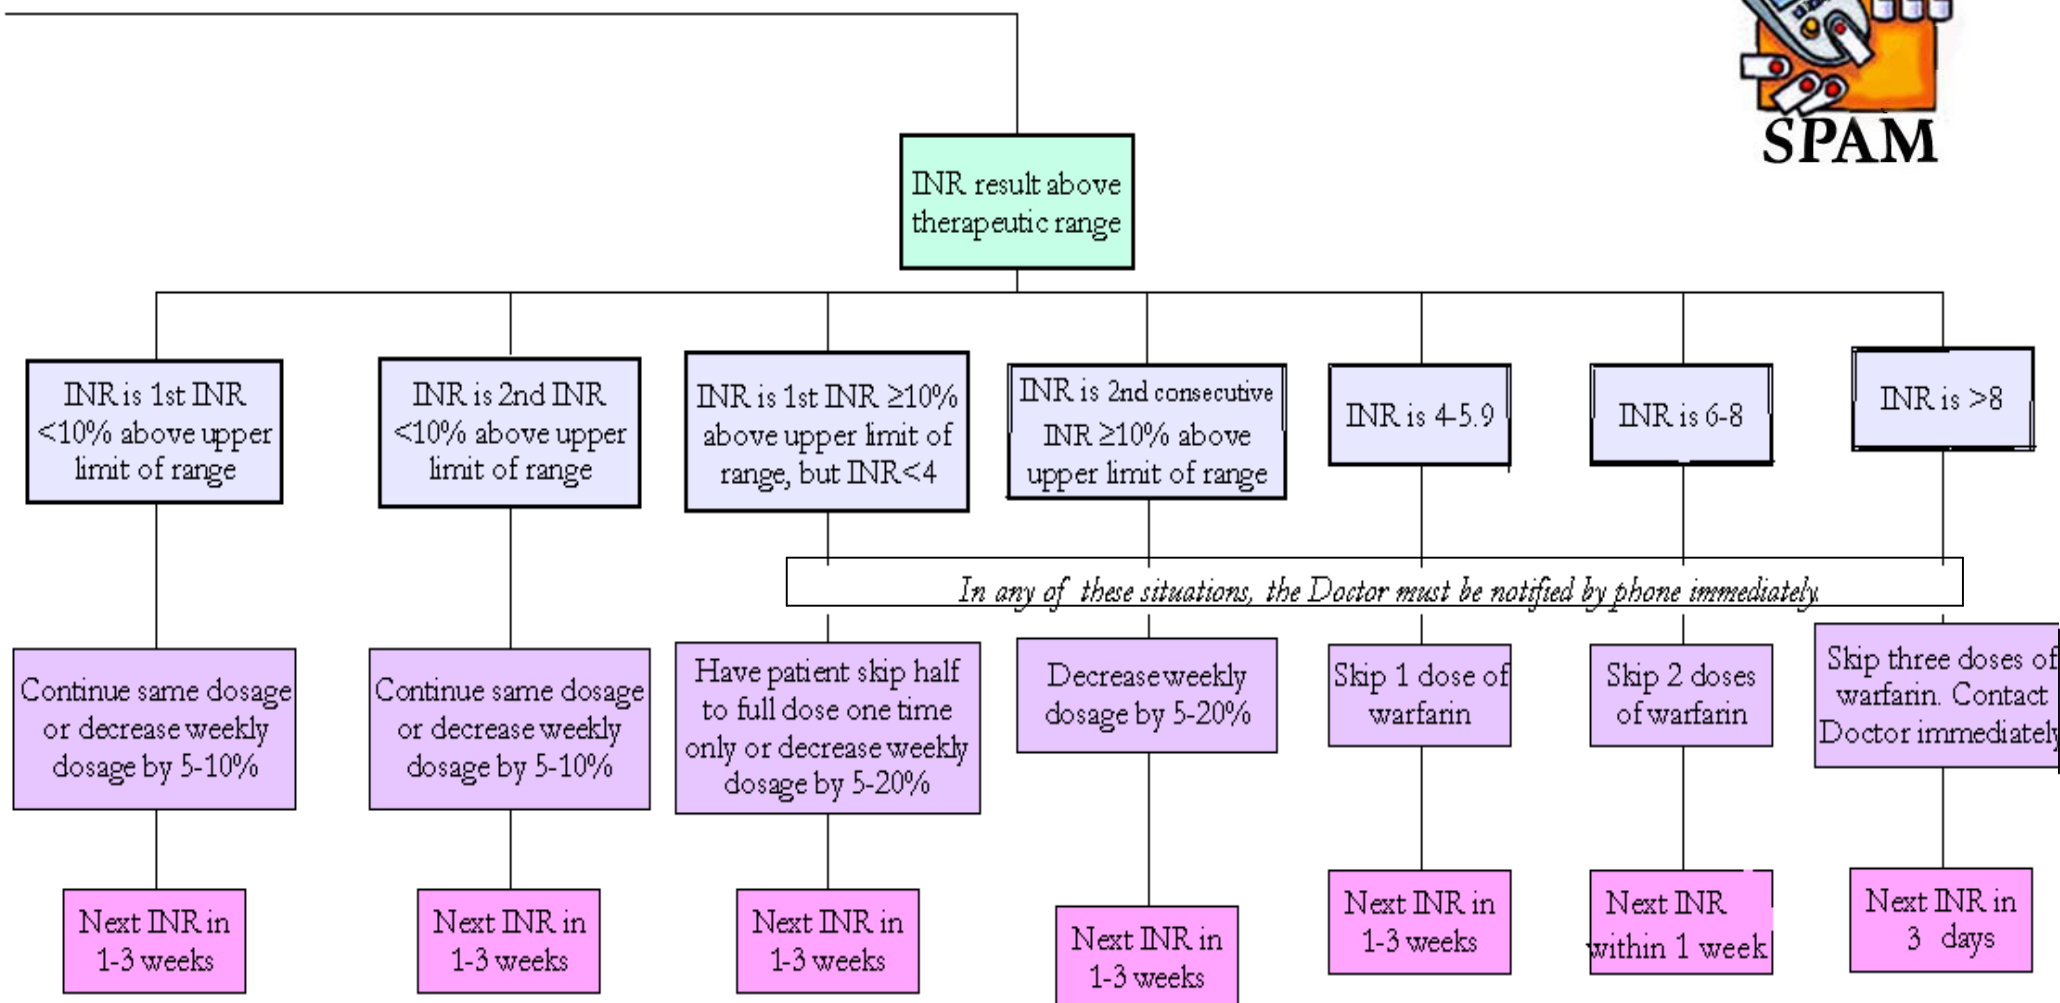 SPAM
INR result above
therapeutic range
INR is 1st INR
<10% above upper
limit of range
INR is 2nd INR
<10% above upper
limit of range
INR is 1st INR ≥10%
above upper limit of
range, but INR<4
INR is 2nd consecutive
INR ≥10% above
upper limit of range
INR is 4-5.9
INR is 6-8
INR is >8
In any of these situations, the Doctor must be notified by phone immediately.
Continue same dosage
or decrease weekly
dosage by 5-10%
Continue same dosage
or decrease weekly
dosage by 5-10%
Have patient skip half
to full dose one time
only or decrease weekly
dosage by 5-20%
Decrease weekly
dosage by 5-20%
Skip 1 dose of
warfarin
Skip 2 doses
of warfarin
Skip three doses of
warfarin. Contact
Doctor immediately
Next INR in
1-3 weeks
Next INR in
1-3 weeks
Next INR in
1-3 weeks
Next INR in
1-3 weeks
Next INR in
1-3 weeks
Next INR
within 1 week
Next INR in
3 days